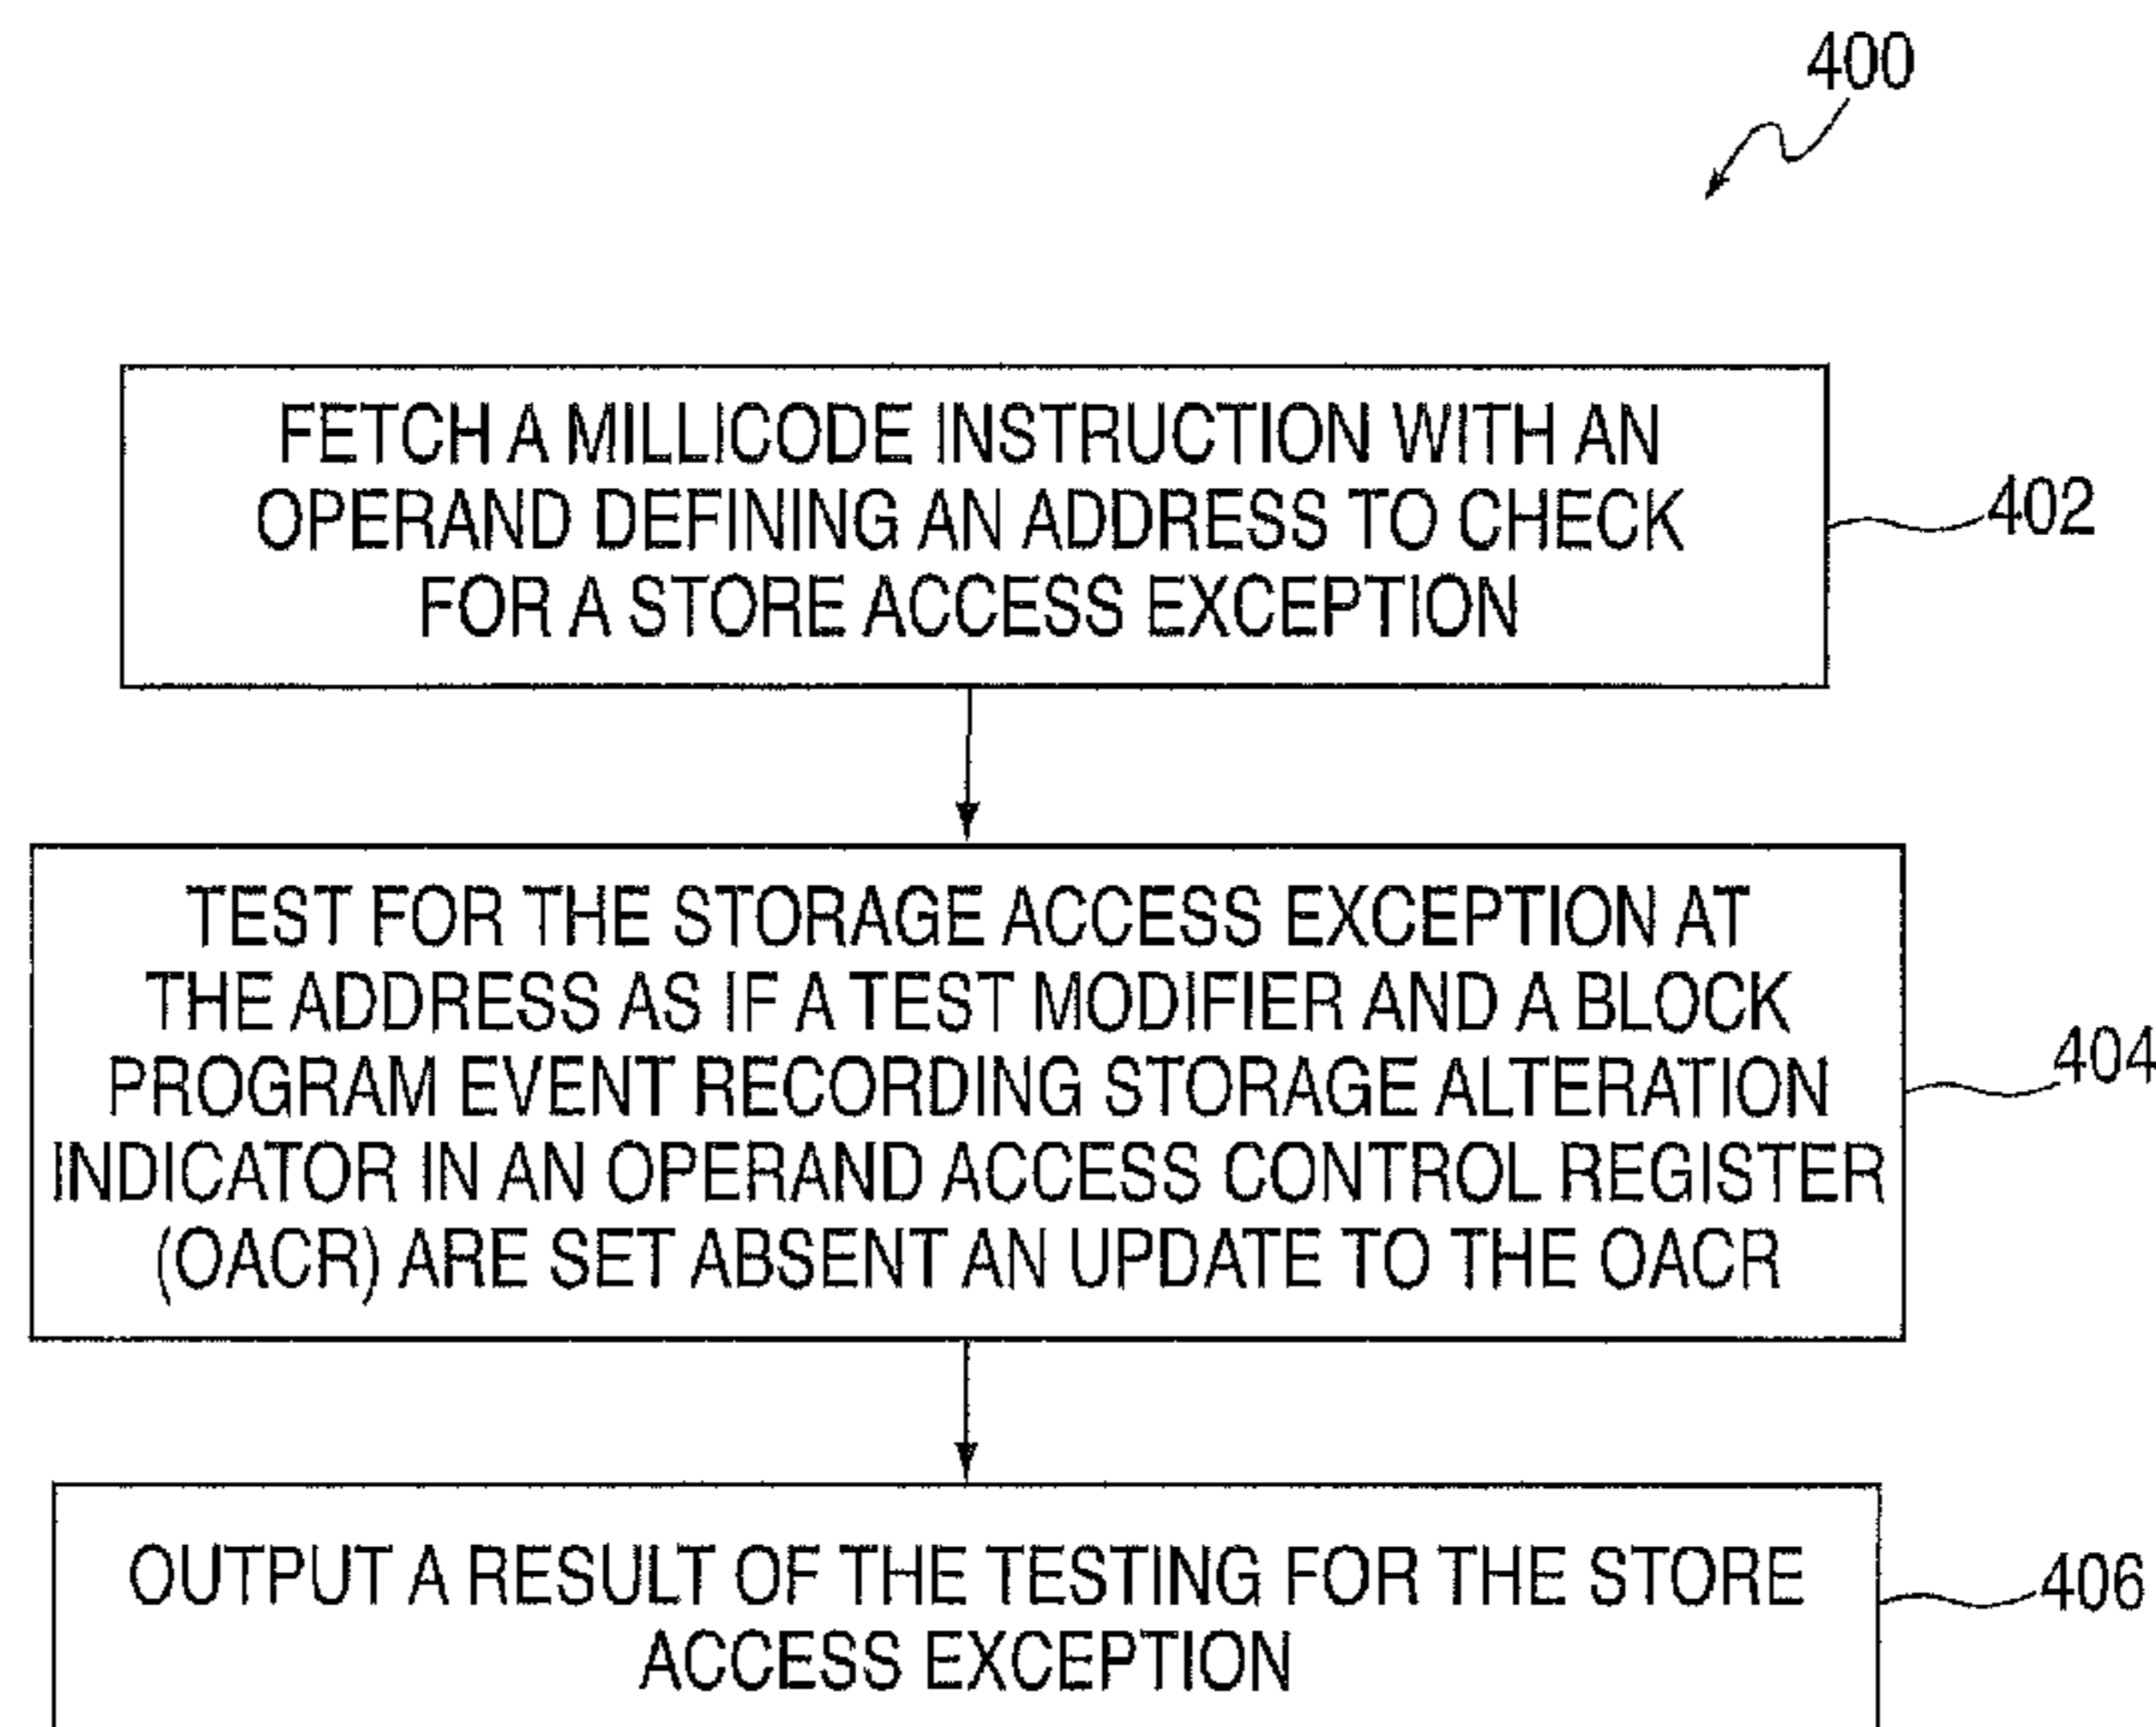 400
FETCH A MILLICODE INSTRUCTION WITH AN
OPERAND DEFINING AN ADDRESS TO CHECK
FOR A STORE ACCESS EXCEPTION
402
TEST FOR THE STORAGE ACCESS EXCEPTION AT
THE ADDRESS AS IF A TEST MODIFIER AND A BLOCK
PROGRAM EVENT RECORDING STORAGE ALTERATION
INDICATOR IN AN OPERAND ACCESS CONTROL REGISTER
(OACR) ARE SET ABSENT AN UPDATE TO THE OACR
404
OUTPUT A RESULT OF THE TESTING FOR THE STORE
ACCESS EXCEPTION
406